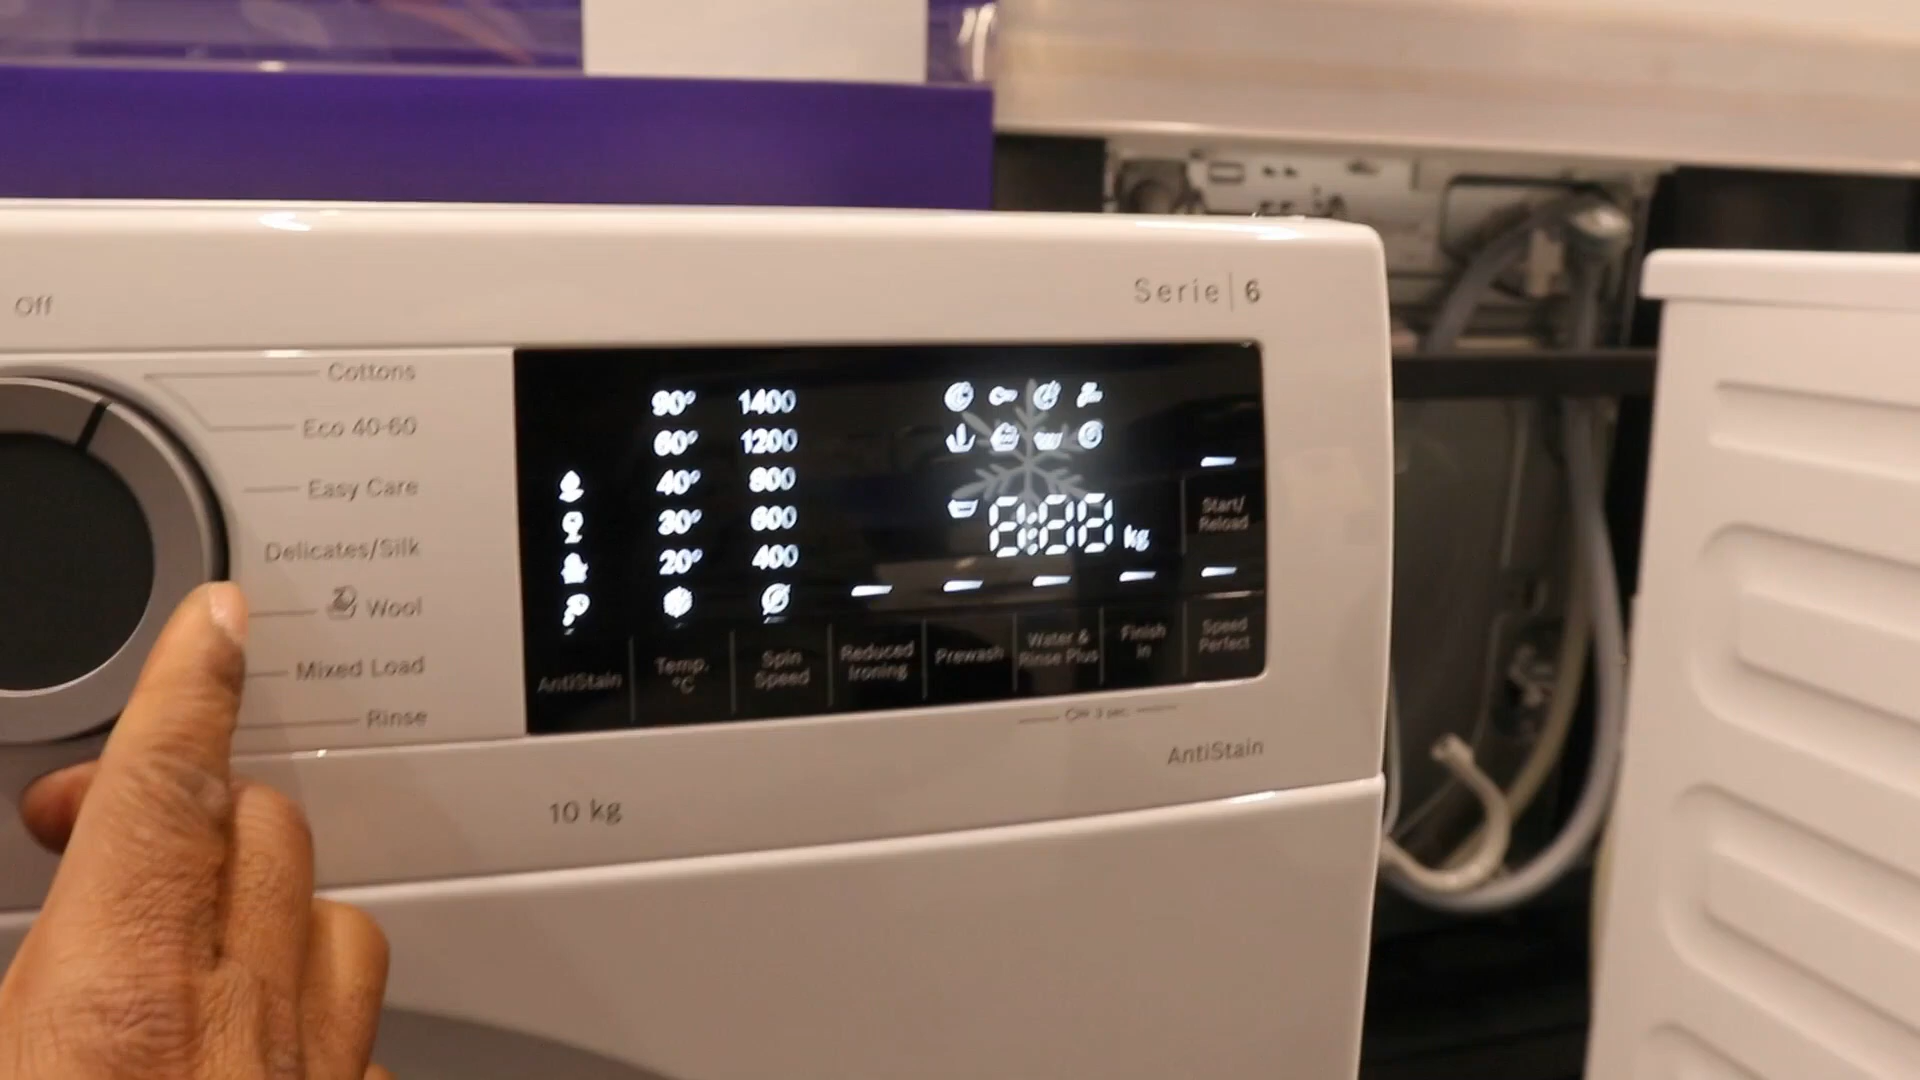 Serie | 6
Off
Cottons
Eco 40-60
Easy Care
Delicates/Silk
Wool
Mixed Load
Rinse
90° 1400
60° 1200
40° 800
30° 600
20° 400
8:88 kg
Start/
Reload
AntiStain
Temp.
°C
Spin
Speed
Reduced
Ironing
Prewash
Water &
Rinse Plus
Finish
in
Speed
Perfect
3 sec.
AntiStain
10 kg